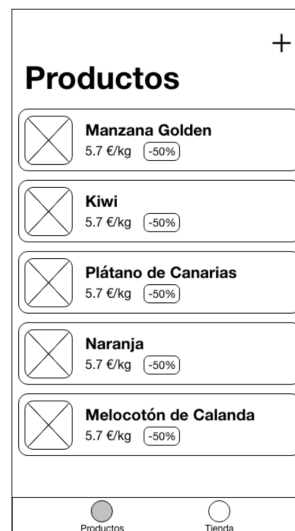 +
Productos
Manzana Golden
5.7 €/kg -50%
Kiwi
5.7 €/kg -50%
Plátano de Canarias
5.7 €/kg -50%
Naranja
5.7 €/kg -50%
Melocotón de Calanda
5.7 €/kg -50%
Productos Tienda